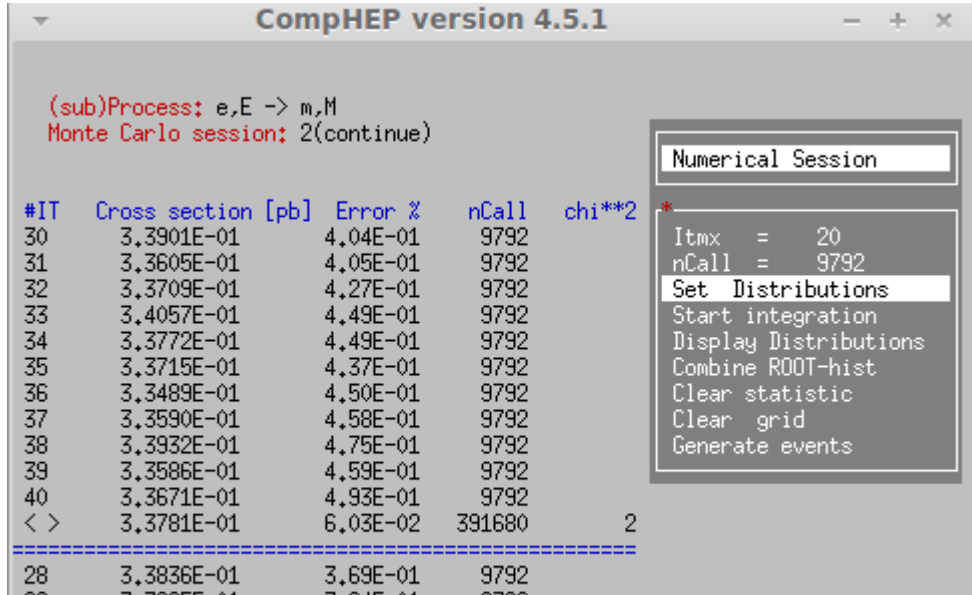 CompHEP version 4.5.1
(sub)Process: e,E -> m,M
Monte Carlo session: 2(continue)
#IT Cross section [pb] Error % nCall chi**2
30 3.3901E-01 4.04E-01 9792
31 3.3605E-01 4.05E-01 9792
32 3.3709E-01 4.27E-01 9792
33 3.4057E-01 4.49E-01 9792
34 3.3772E-01 4.49E-01 9792
35 3.3715E-01 4.37E-01 9792
36 3.3489E-01 4.50E-01 9792
37 3.3590E-01 4.58E-01 9792
38 3.3932E-01 4.75E-01 9792
39 3.3586E-01 4.59E-01 9792
40 3.3671E-01 4.93E-01 9792
< > 3.3781E-01 6.03E-02 391680 2
28 3.3836E-01 3.69E-01 9792
Numerical Session
*
Itmx = 20
nCall = 9792
Set Distributions
Start integration
Display Distributions
Combine ROOT-hist
Clear statistic
Clear grid
Generate events